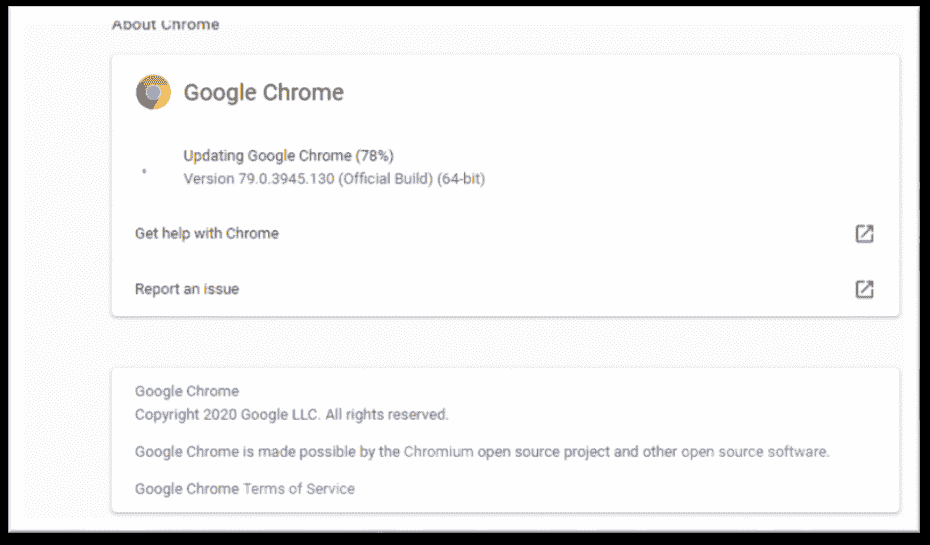 About Chrome
Google Chrome
Updating Google Chrome (78%)
Version 79.0.3945.130 (Official Build) (64-bit)
Get help with Chrome
Report an issue
Google Chrome
Copyright 2020 Google LLC. All rights reserved.
Google Chrome is made possible by the Chromium open source project and other open source software.
Google Chrome Terms of Service